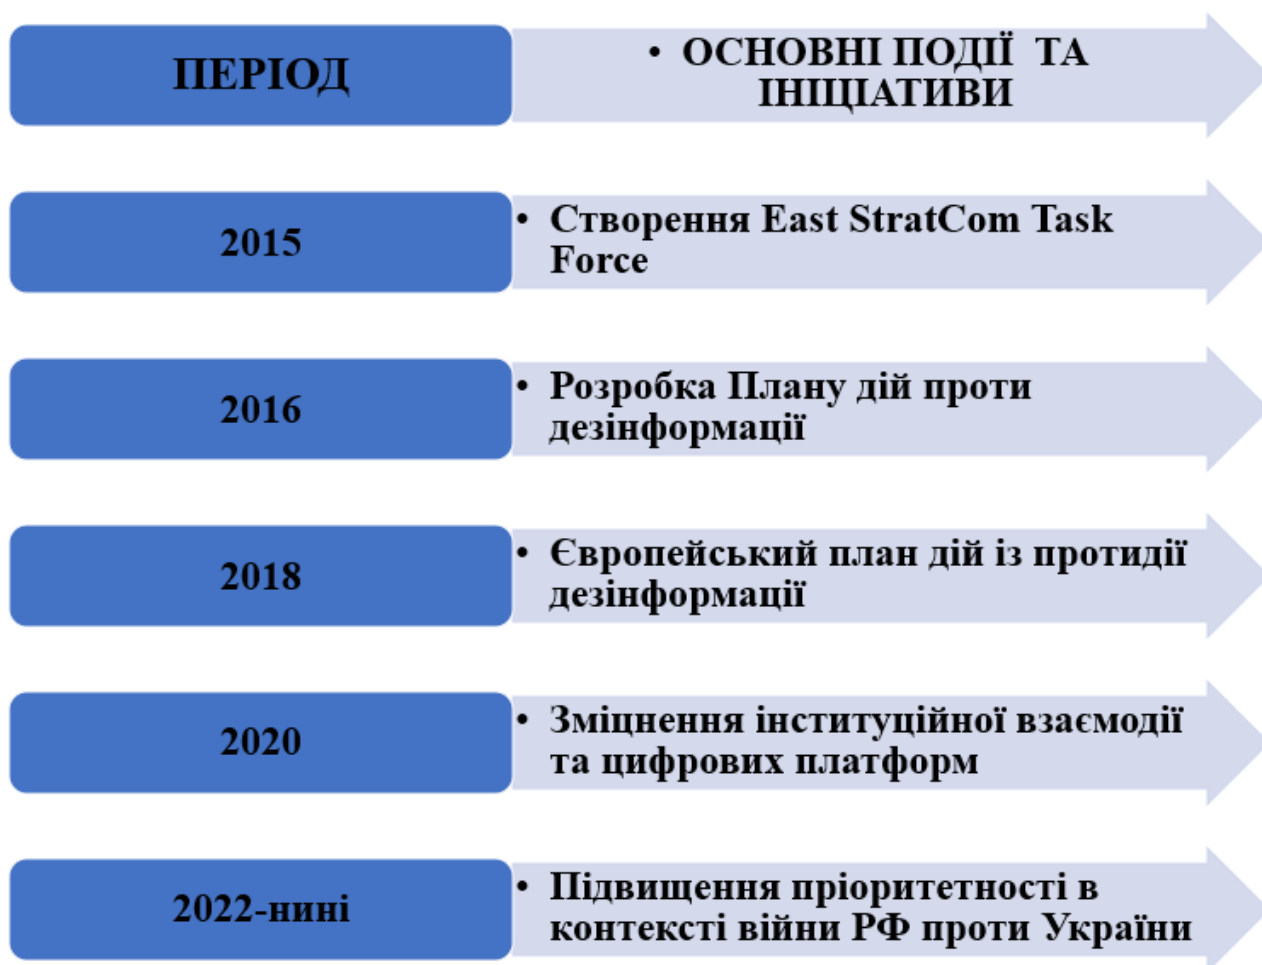 ПЕРІОД
• ОСНОВНІ ПОДІЇ ТА
ІНІЦІАТИВИ
2015
• Створення East StratCom Task
Force
2016
• Розробка Плану дій проти
дезінформації
2018
• Європейський план дій із протидії
дезінформації
2020
• Зміцнення інституційної взаємодії
та цифрових платформ
2022-нині
• Підвищення пріоритетності в
контексті війни РФ проти України